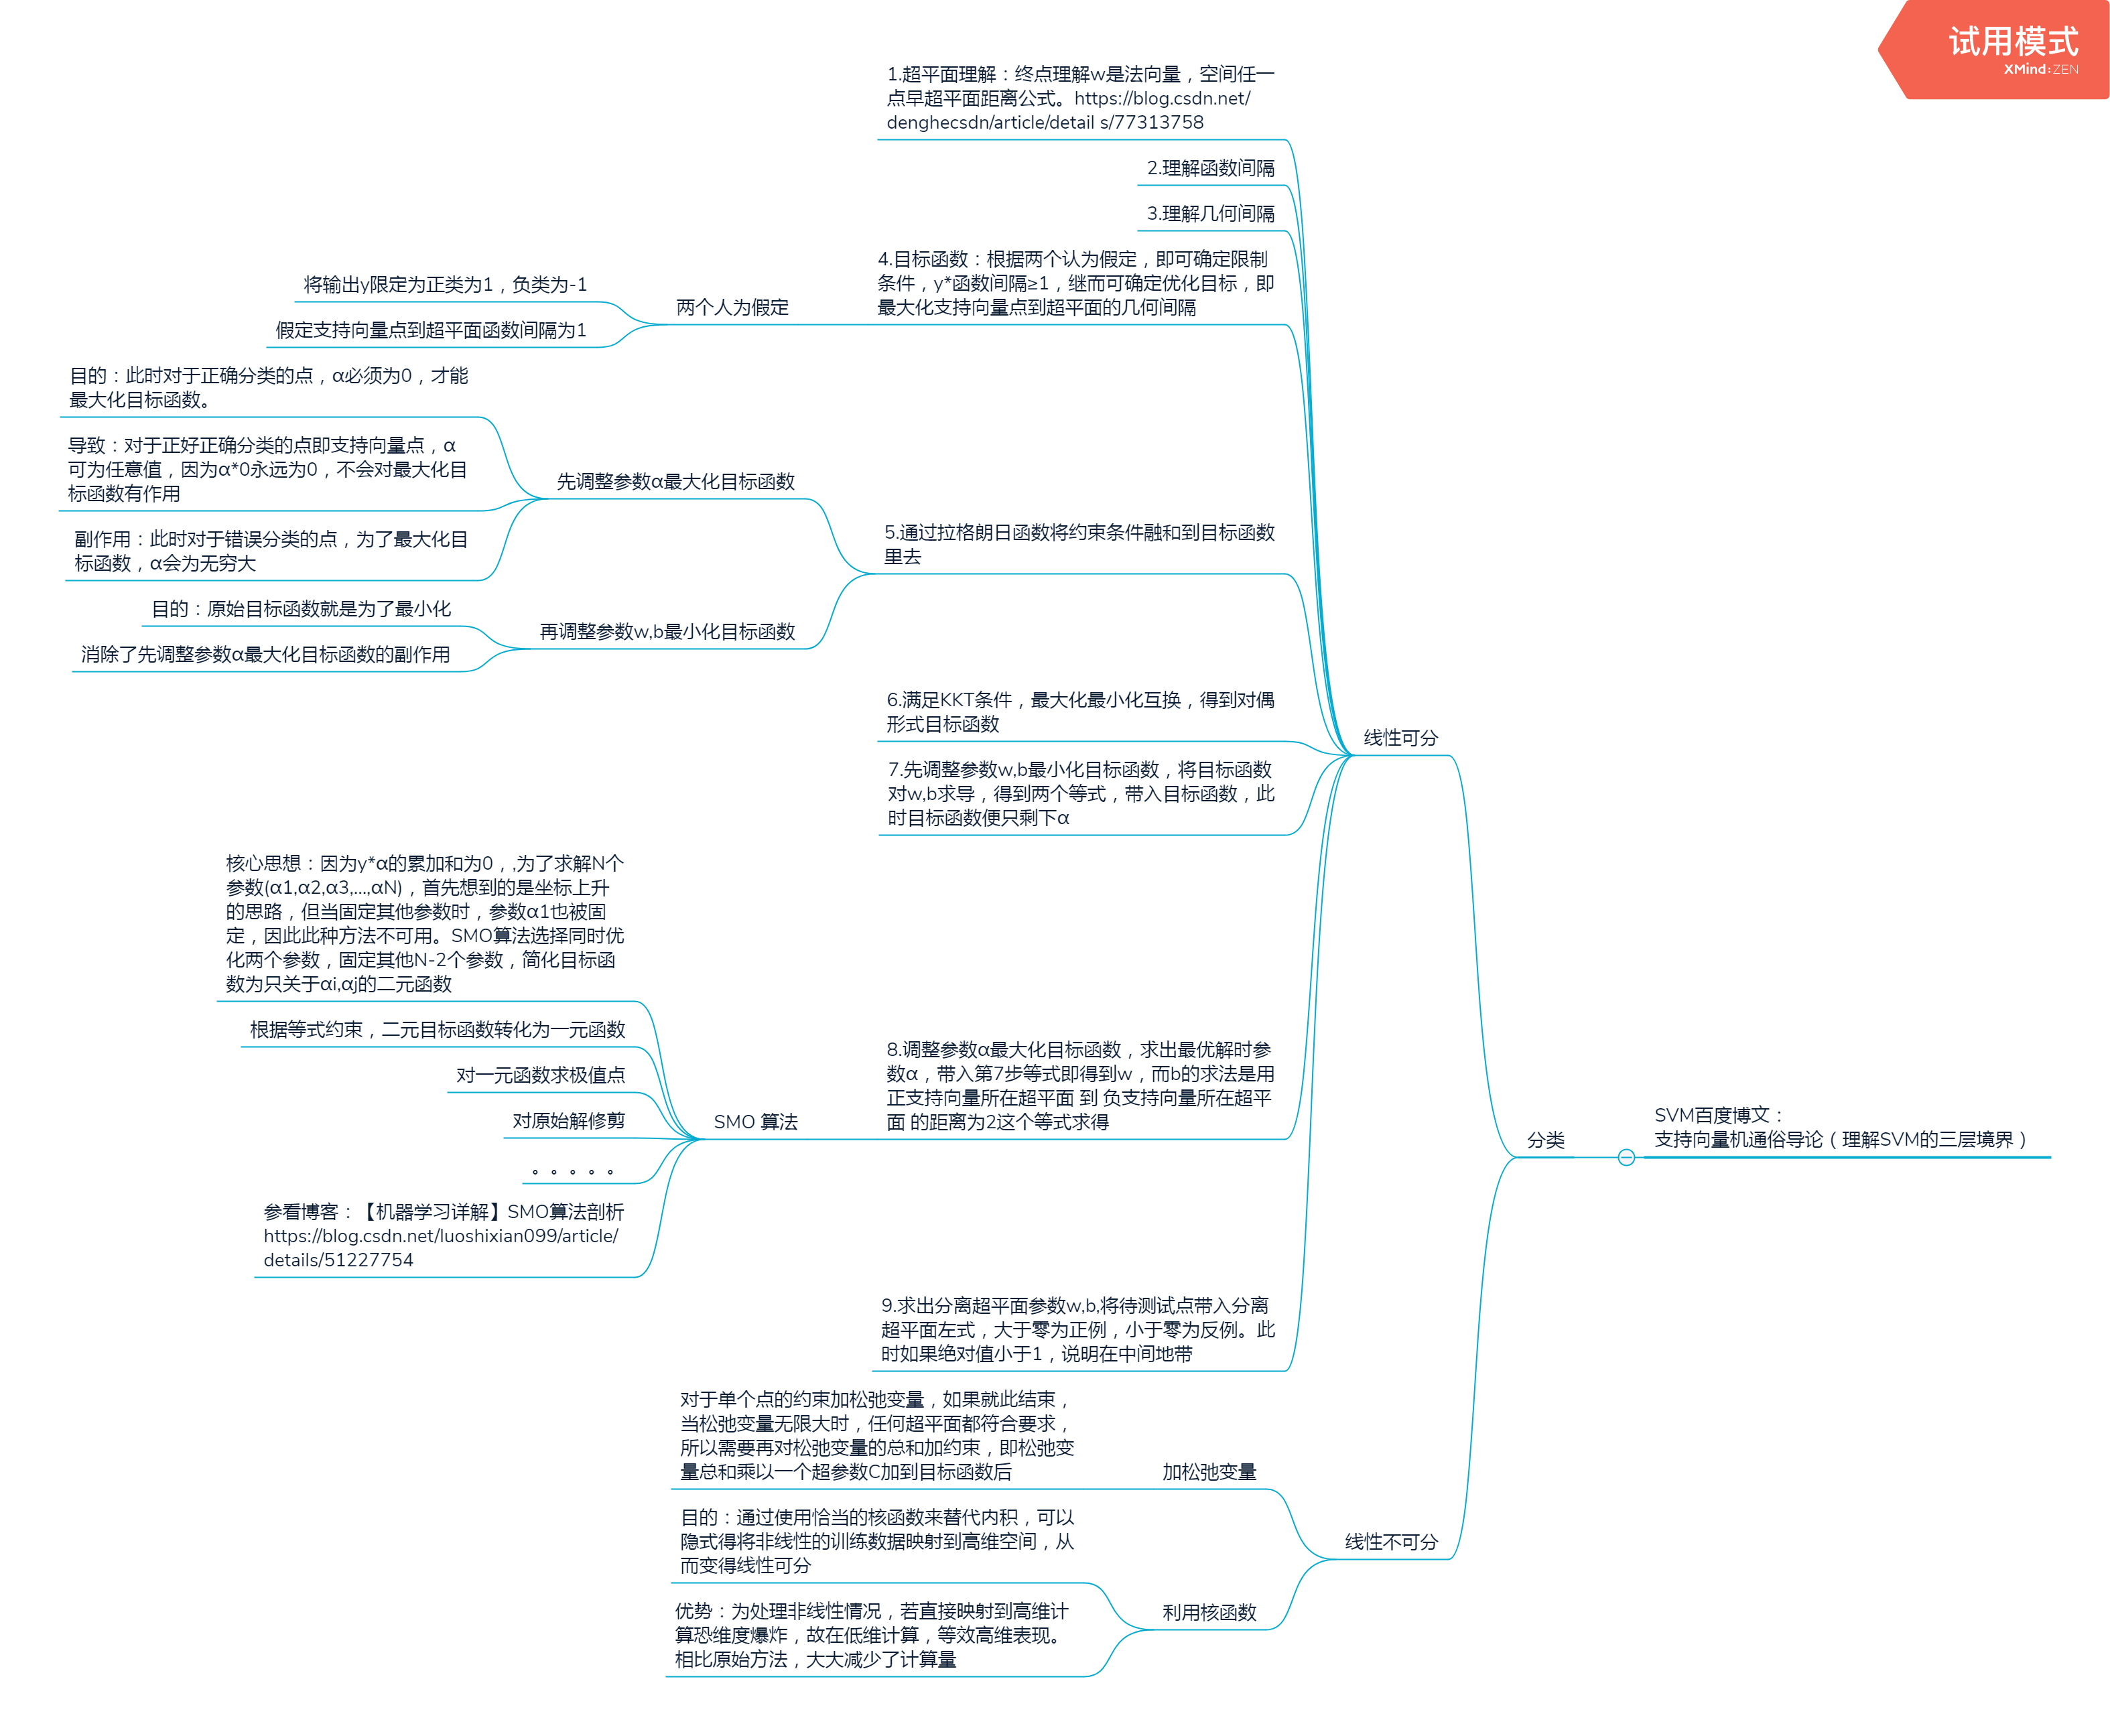 试用模式
XMind:ZEN
SVM百度博文：
支持向量机通俗导论（理解SVM的三层境界）
分类
线性可分
1.超平面理解：终点理解w是法向量，空间任一
点早超平面距离公式。https://blog.csdn.net/
denghecsdn/article/detail s/77313758
2.理解函数间隔
3.理解几何间隔
4.目标函数：根据两个认为假定，即可确定限制
条件，y*函数间隔≥1，继而可确定优化目标，即
最大化支持向量点到超平面的几何间隔
两个人为假定
将输出y限定为正类为1，负类为-1
假定支持向量点到超平面函数间隔为1
5.通过拉格朗日函数将约束条件融和到目标函数
里去
先调整参数α最大化目标函数
目的：此时对于正确分类的点，α必须为0，才能
最大化目标函数。
导致：对于正好正确分类的点即支持向量点，α
可为任意值，因为α*0永远为0，不会对最大化目
标函数有作用
副作用：此时对于错误分类的点，为了最大化目
标函数，α会为无穷大
再调整参数w,b最小化目标函数
目的：原始目标函数就是为了最小化
消除了先调整参数α最大化目标函数的副作用
6.满足KKT条件，最大化最小化互换，得到对偶
形式目标函数
7.先调整参数w,b最小化目标函数，将目标函数
对w,b求导，得到两个等式，带入目标函数，此
时目标函数便只剩下α
8.调整参数α最大化目标函数，求出最优解时参
数α，带入第7步等式即得到w，而b的求法是用
正支持向量所在超平面 到 负支持向量所在超平
面 的距离为2这个等式求得
SMO 算法
核心思想：因为y*α的累加和为0，,为了求解N个
参数(α1,α2,α3,...,αN)，首先想到的是坐标上升
的思路，但当固定其他参数时，参数α1也被固
定，因此此种方法不可用。SMO算法选择同时优
化两个参数，固定其他N-2个参数，简化目标函
数为只关于αi,αj的二元函数
根据等式约束，二元目标函数转化为一元函数
对一元函数求极值点
对原始解修剪
。。。。。
参看博客：【机器学习详解】SMO算法剖析
https://blog.csdn.net/luoshixian099/article/
details/51227754
9.求出分离超平面参数w,b,将待测试点带入分离
超平面左式，大于零为正例，小于零为反例。此
时如果绝对值小于1，说明在中间地带
线性不可分
加松弛变量
对于单个点的约束加松弛变量，如果就此结束，
当松弛变量无限大时，任何超平面都符合要求，
所以需要再对松弛变量的总和加约束，即松弛变
量总和乘以一个超参数C加到目标函数后
利用核函数
目的：通过使用恰当的核函数来替代内积，可以
隐式得将非线性的训练数据映射到高维空间，从
而变得线性可分
优势：为处理非线性情况，若直接映射到高维计
算恐维度爆炸，故在低维计算，等效高维表现。
相比原始方法，大大减少了计算量